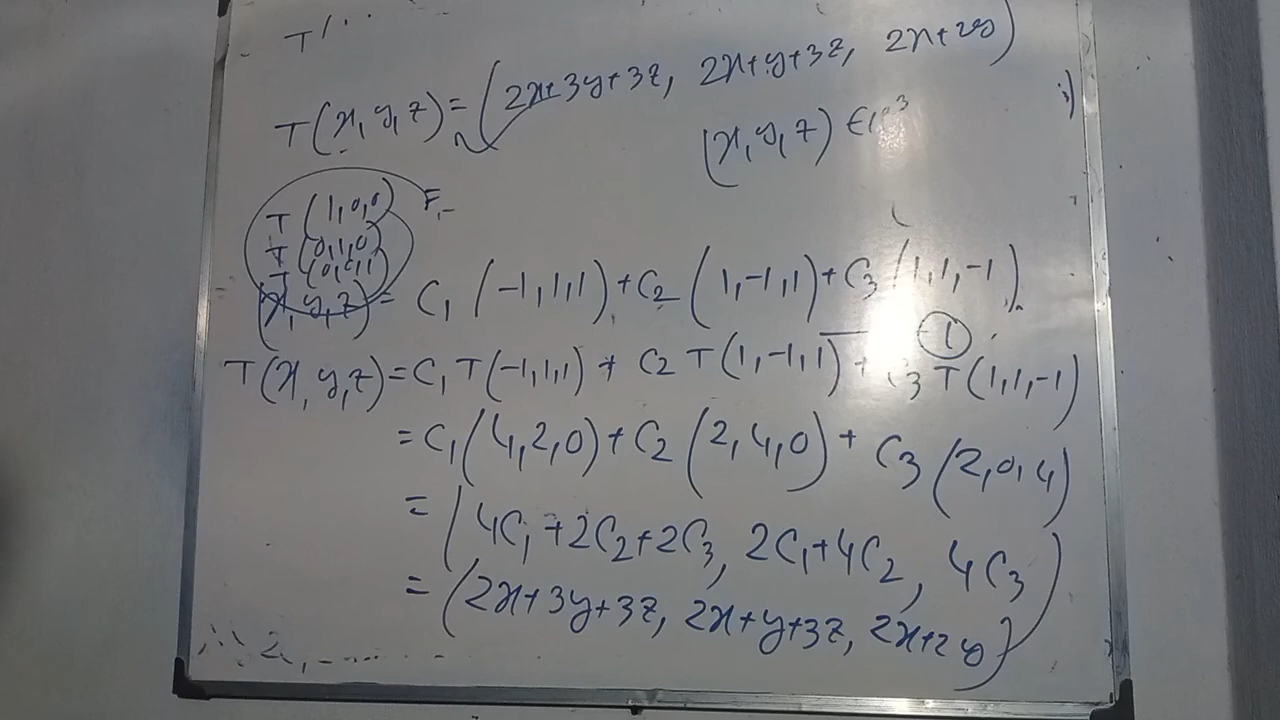 T
T(x, y, z) = (2x+3y+3z, 2x+y+3z, 2x+2y)
(x, y, z) ∈
T(1,0,0)
T(0,1,0)
T(0,0,1)
(x, y, z) = C₁(-1,1,1)+C₂(1,-1,1)+C₃(1,1,-1)
①
T(x, y, z) = C₁T(-1,1,1) + C₂T(1,-1,1) + C₃T(1,1,-1)
= C₁(4,2,0)+C₂(2,4,0)+C₃(2,0,4)
= (4C₁+2C₂+2C₃, 2C₁+4C₂, 4C₃)
= (2x+3y+3z, 2x+y+3z, 2x+2y)